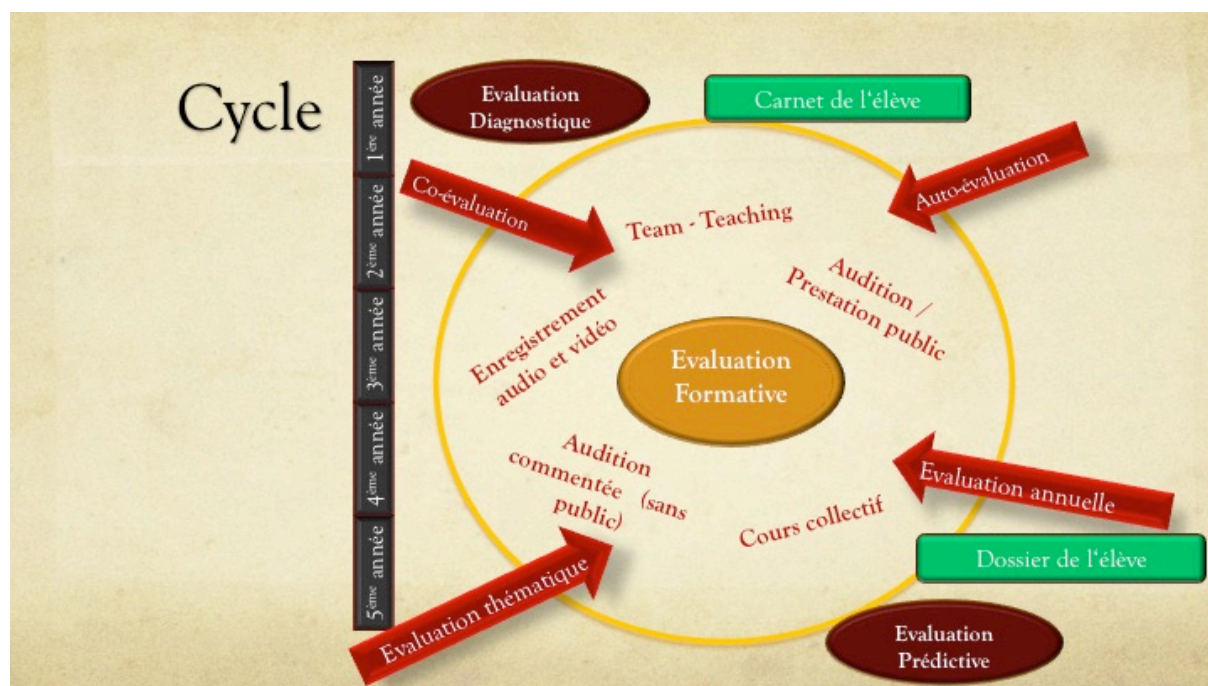 Cycle
1ère année
2ème année
3ème année
4ème année
5ème année
Evaluation
Diagnostique
Carnet de l'élève
Co-évaluation
Auto-évaluation
Team - Teaching
Audition /
Prestation public
Enregistrement
audio et vidéo
Evaluation
Formative
Audition
commentée (sans
public)
Cours collectif
Evaluation annuelle
Evaluation thématique
Dossier de l'élève
Evaluation
Prédictive